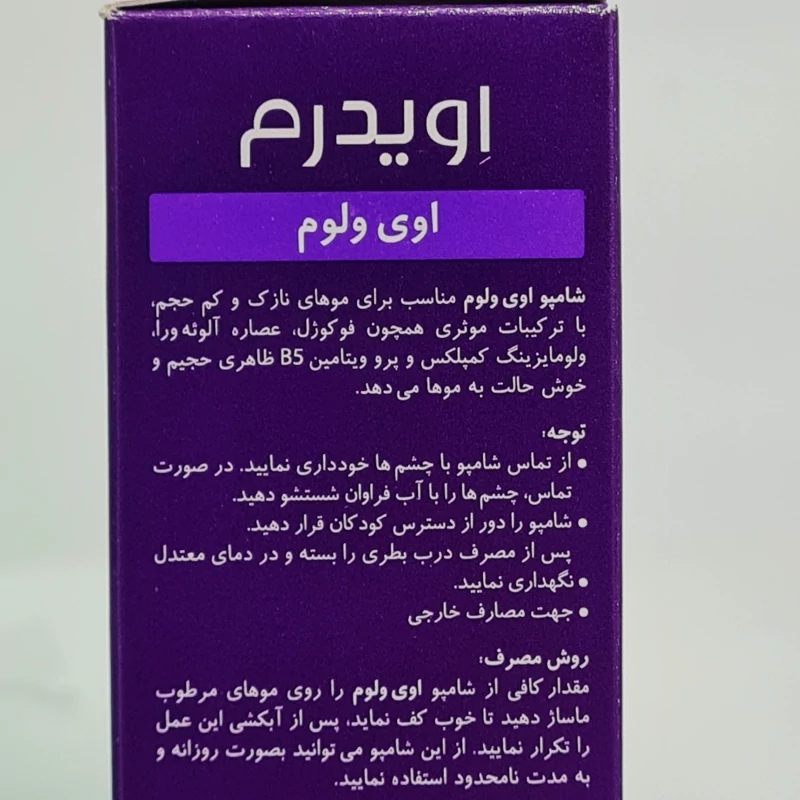 اِویدرم
اوی ولوم
شامپو اوی ولوم مناسب برای موهای نازک و کم حجم،
با ترکیبات موثری همچون فوکوژل، عصاره آلوئه ورا،
ولومایزینگ کمپلکس و پرو ویتامین B5 ظاهری حجیم و
خوش حالت به موها می دهد.
توجه:
• از تماس شامپو با چشم ها خودداری نمایید. در صورت
تماس، چشم ها را با آب فراوان شستشو دهید.
• شامپو را دور از دسترس کودکان قرار دهید.
پس از مصرف درب بطری را بسته و در دمای معتدل
• نگهداری نمایید.
• جهت مصارف خارجی
روش مصرف:
مقدار کافی از شامپو اوی ولوم را روی موهای مرطوب
ماساژ دهید تا خوب کف نماید، پس از آبکشی این عمل
را تکرار نمایید. از این شامپو می توانید بصورت روزانه و
به مدت نامحدود استفاده نمایید.